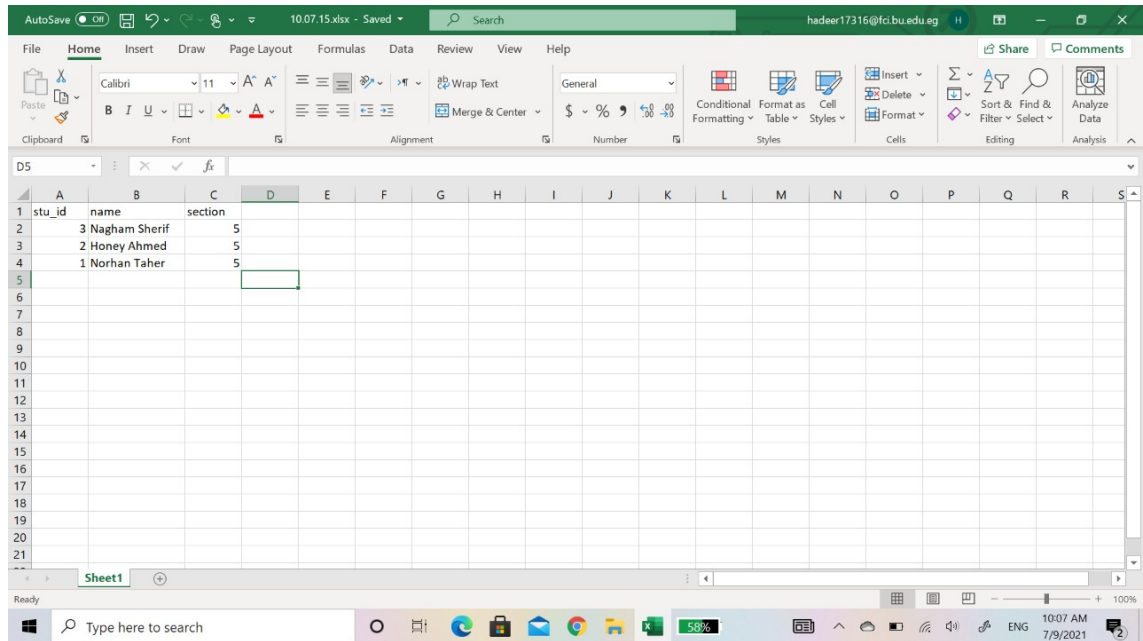 AutoSave Off 10.07.15.xlsx - Saved Search hadeer17316@fci.bu.edu.eg H
File Home Insert Draw Page Layout Formulas Data Review View Help Share Comments
Paste Calibri 11 Wrap Text General Conditional Formatting Format as Table Cell Styles Insert Delete Format Sort & Filter Find & Select Analyze Data
B I U Merge & Center $ % 9
Clipboard Font Alignment Number Styles Cells Editing Analysis
D5 fx
A B C D E F G H I J K L M N O P Q R S
1 stu_id name section
2 3 Nagham Sherif 5
3 2 Honey Ahmed 5
4 1 Norhan Taher 5
5
6
7
8
9
10
11
12
13
14
15
16
17
18
19
20
21
Sheet1
Ready 100%
Type here to search 58% ENG 10:07 AM
7/9/2021 2